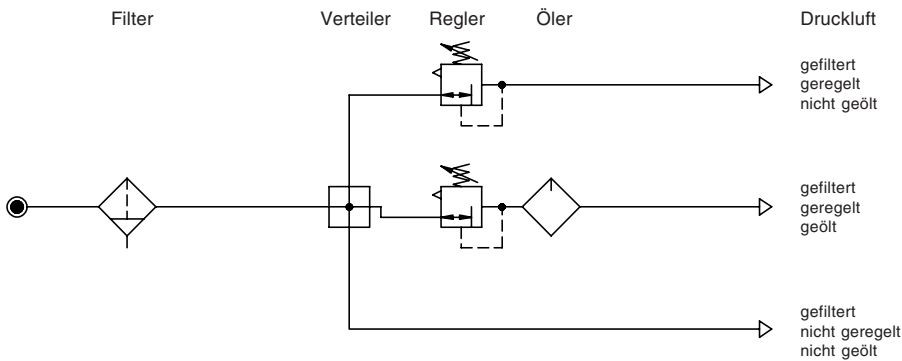 Filter
Verteiler
Regler
Öler
Druckluft
gefiltert
geregelt
nicht geölt
gefiltert
geregelt
geölt
gefiltert
nicht geregelt
nicht geölt